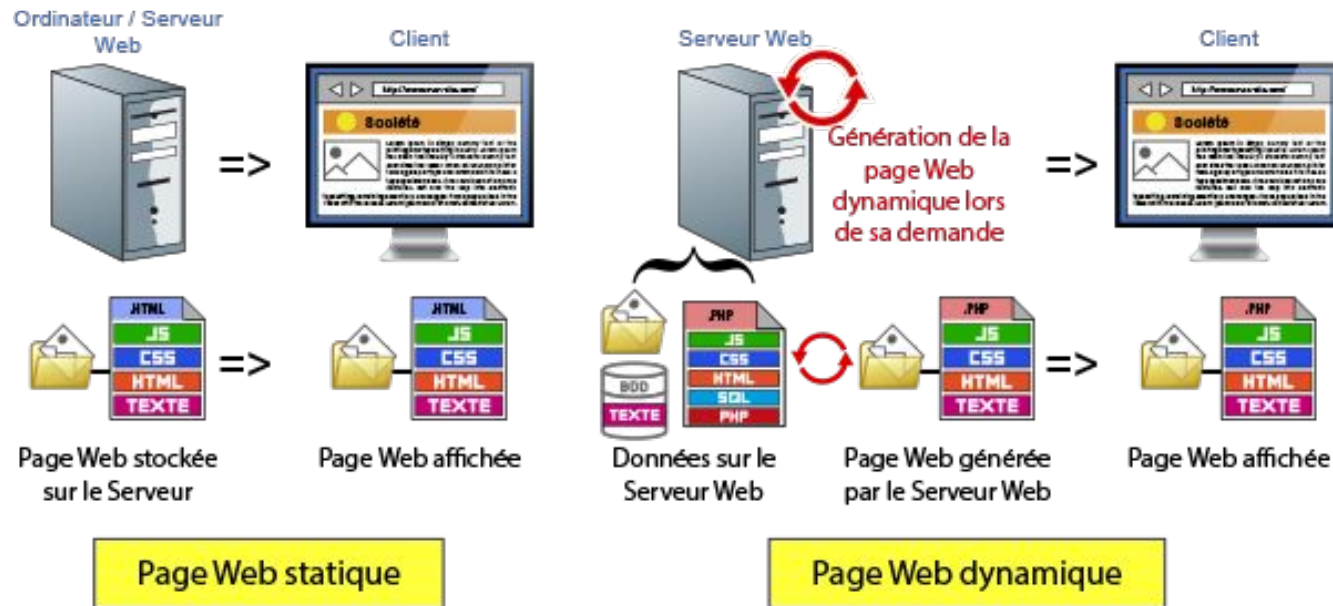 Ordinateur / Serveur
Web
Client
Serveur Web
Client
Société
=>
Génération de la
page Web
dynamique lors
de sa demande
=>
Société
.HTML
JS
CSS
HTML
TEXTE
=>
.HTML
JS
CSS
HTML
TEXTE
BDD
TEXTE
.PHP
JS
CSS
HTML
SQL
PHP
.PHP
JS
CSS
HTML
TEXTE
=>
.PHP
JS
CSS
HTML
TEXTE
Page Web stockée
sur le Serveur
Page Web affichée
Données sur le
Serveur Web
Page Web générée
par le Serveur Web
Page Web affichée
Page Web statique
Page Web dynamique